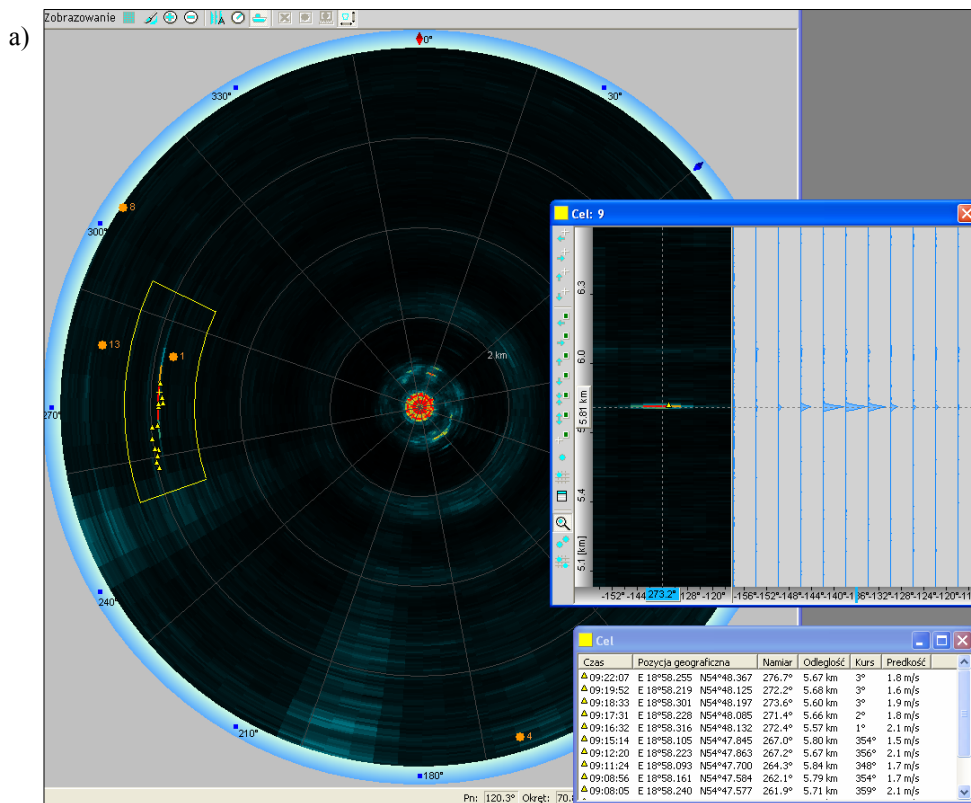 a)
Zobrazowanie
0°
30°
330°
8
300°
13
1
2 km
270°
240°
210°
180°
4
Cel: 9
6.3
6.0
5.81 km
5.4
5.1 [km]
-152° -144° 273.2° -128° -120°
-156° -152° -148° -144° -140° -132° -128° -124° -120°
Cel
Czas Pozycja geograficzna Namiar Odległość Kurs Predkość
09:22:07 E 18°58.255 N54°48.367 276.7° 5.67 km 3° 1.8 m/s
09:19:52 E 18°58.219 N54°48.125 272.2° 5.68 km 3° 1.6 m/s
09:18:33 E 18°58.301 N54°48.197 273.6° 5.60 km 3° 1.9 m/s
09:17:31 E 18°58.228 N54°48.085 271.4° 5.66 km 2° 1.8 m/s
09:16:32 E 18°58.316 N54°48.132 272.4° 5.57 km 1° 2.1 m/s
09:15:14 E 18°58.105 N54°47.845 267.0° 5.80 km 354° 1.5 m/s
09:12:20 E 18°58.223 N54°47.863 267.2° 5.67 km 356° 2.1 m/s
09:11:24 E 18°58.093 N54°47.700 264.3° 5.84 km 348° 1.7 m/s
09:08:56 E 18°58.161 N54°47.584 262.1° 5.79 km 354° 1.7 m/s
09:08:05 E 18°58.240 N54°47.577 261.9° 5.71 km 359° 2.1 m/s
Pn: 120.3° Okręt: